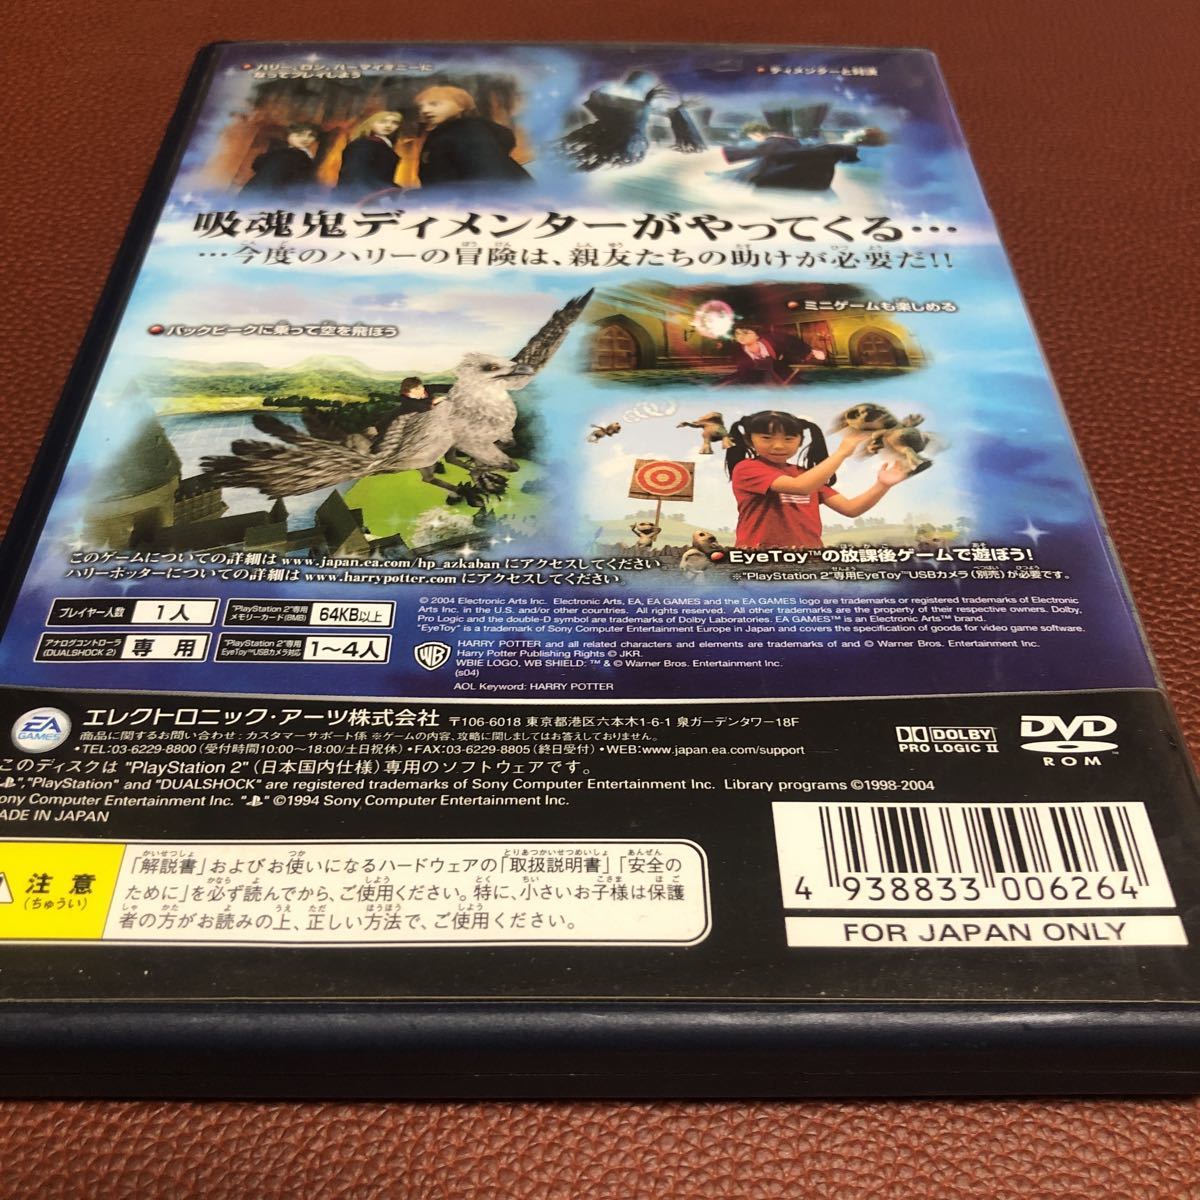 ハリー、ロン、ハーマイオニーに
なってプレイしよう
ディメンターと対決
吸魂鬼ディメンターがやってくる…
…今度のハリーの冒険は、親友たちの助けが必要だ!!
バックビークに乗って空を飛ぼう
ミニゲームも楽しめる
EyeToy™の放課後ゲームで遊ぼう!
※"PlayStation 2"専用EyeToy™USBカメラ(別売)が必要です。
このゲームについての詳細は www.japan.ea.com/hp_azkaban にアクセスしてください。
ハリーポッターについての詳細は www.harrypotter.com にアクセスしてください。
プレイヤー人数 1人
"PlayStation 2"専用
メモリーカード(8MB) 64KB以上
アナログコントローラ
(DUALSHOCK 2) 専用
"PlayStation 2"専用
EyeToy™USBカメラ対応 1〜4人
© 2004 Electronic Arts Inc. Electronic Arts, EA, EA GAMES and the EA GAMES logo are trademarks or registered trademarks of Electronic
Arts Inc. in the U.S. and/or other countries. All rights reserved. All other trademarks are the property of their respective owners. Dolby,
Pro Logic and the double-D symbol are trademarks of Dolby Laboratories. EA GAMES™ is an Electronic Arts™ brand.
"EyeToy" is a trademark of Sony Computer Entertainment Europe in Japan and covers the specification of goods for video game software.
WB
HARRY POTTER and all related characters and elements are trademarks of and © Warner Bros. Entertainment Inc.
Harry Potter Publishing Rights © JKR.
WBIE LOGO, WB SHIELD: ™ & © Warner Bros. Entertainment Inc.
(s04)
AOL Keyword: HARRY POTTER
EA
GAMES
エレクトロニック・アーツ株式会社 〒106-6018 東京都港区六本木1-6-1 泉ガーデンタワー18F
商品に関するお問い合わせ：カスタマーサポート係 ※ゲームの内容、攻略に関しましてはお答えしておりません。
•TEL:03-6229-8800(受付時間10:00〜18:00/土日祝休) •FAX:03-6229-8805(終日受付) •WEB:www.japan.ea.com/support
DOLBY
PRO LOGIC II
DVD
ROM
このディスクは "PlayStation 2"(日本国内仕様)専用のソフトウェアです。
","PlayStation" and "DUALSHOCK" are registered trademarks of Sony Computer Entertainment Inc. Library programs ©1998-2004
ony Computer Entertainment Inc. " " ©1994 Sony Computer Entertainment Inc.
ADE IN JAPAN
注意
(ちゅうい)
「解説書」およびお使いになるハードウェアの「取扱説明書」「安全の
ために」を必ず読んでから、ご使用ください。特に、小さいお子様は保護
者の方がお読みの上、正しい方法で、ご使用ください。
4 938833 006264
FOR JAPAN ONLY